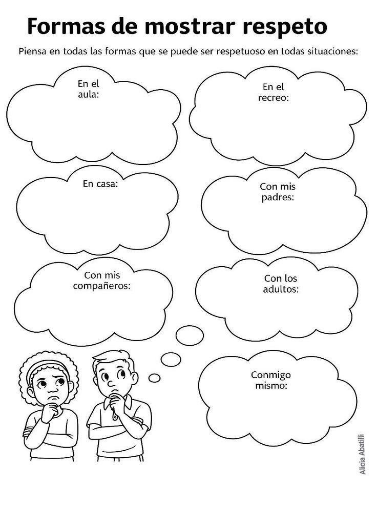 Formas de mostrar respeto
Piensa en todas las formas que se puede ser respetuoso en todas situaciones:
En el
aula:
En el
recreo:
En casa:
Con mis
padres:
Con mis
compañeros:
Con los
adultos:
Conmigo
mismo:
Alicia Abatilli